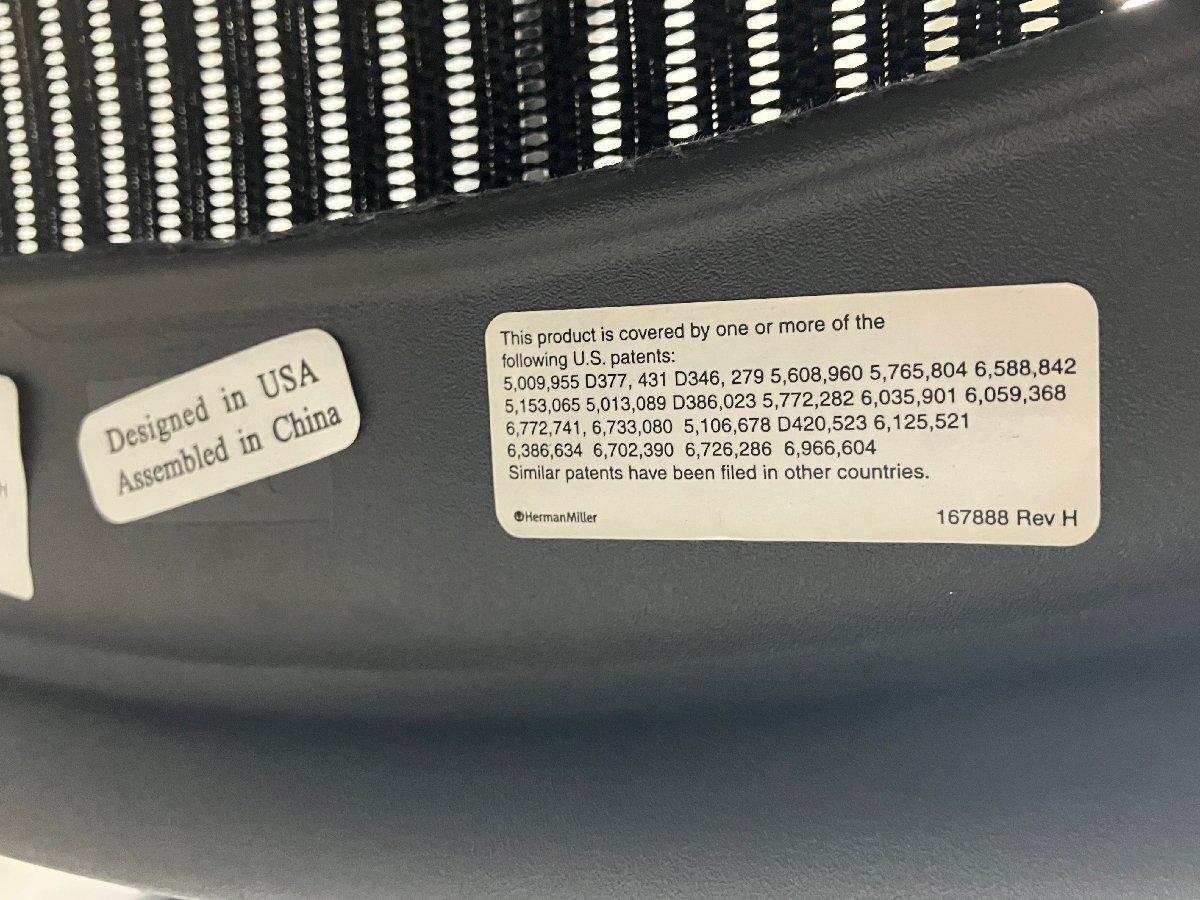 Designed in USA
Assembled in China
This product is covered by one or more of the
following U.S. patents:
5,009,955 D377, 431 D346, 279 5,608,960 5,765,804 6,588,842
5,153,065 5,013,089 D386,023 5,772,282 6,035,901 6,059,368
6,772,741, 6,733,080 5,106,678 D420,523 6,125,521
6,386,634 6,702,390 6,726,286 6,966,604
Similar patents have been filed in other countries.
HermanMiller
167888 Rev H